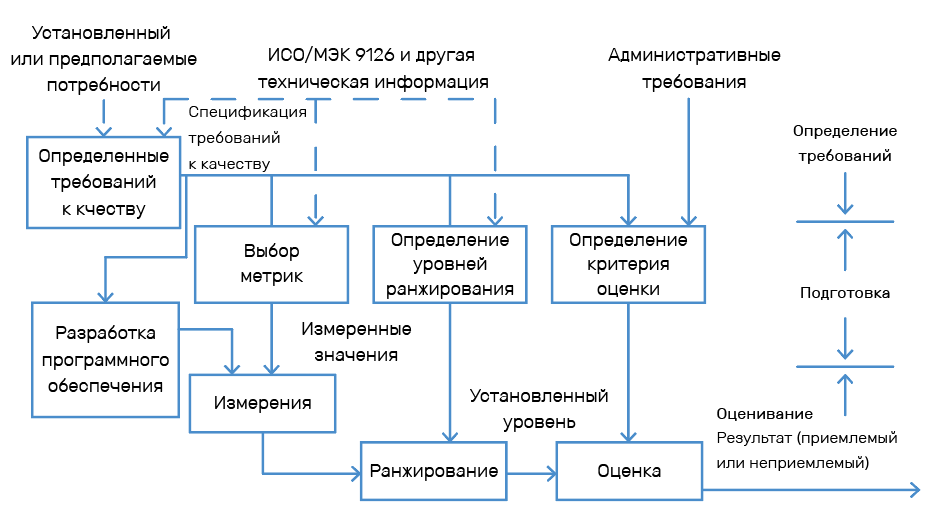 Установленный
или предполагаемые
потребности
ИСО/МЭК 9126 и другая
техническая информация
Административные
требования
Спецификация
требований
к качеству
Определенные
требований
к кчеству
Определение
требований
Выбор
метрик
Определение
уровней
ранжирования
Определение
критерия
оценки
Подготовка
Разработка
программного
обеспечения
Измеренные
значения
Измерения
Установленный
уровень
Ранжирование
Оценка
Оценивание
Результат (приемлемый
или неприемлемый)